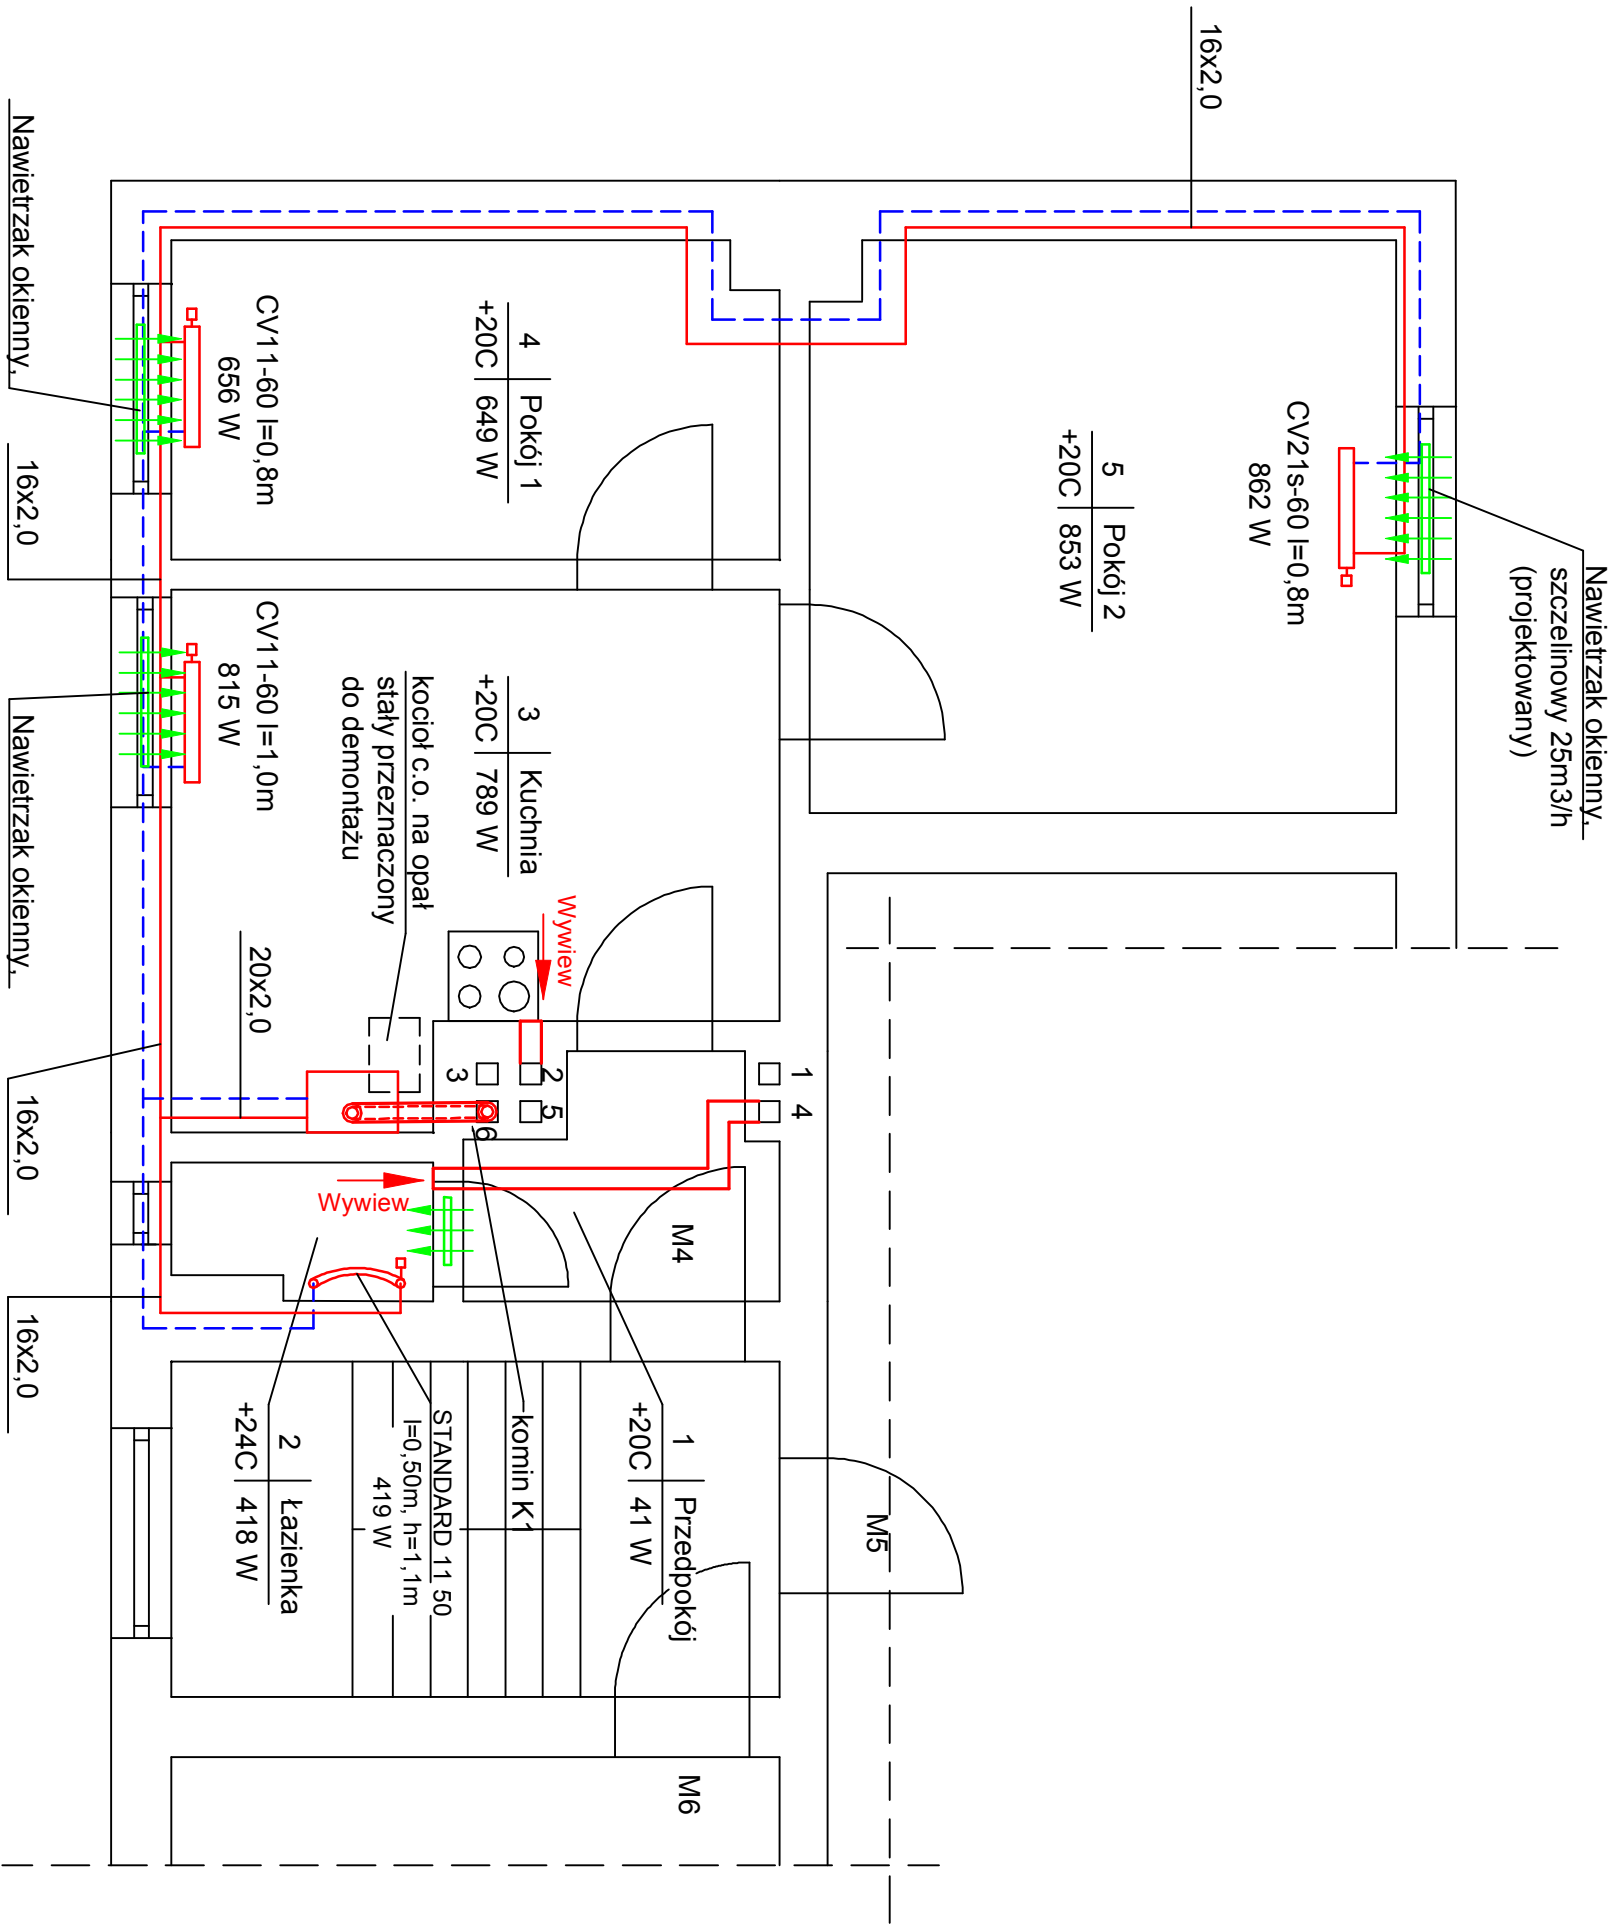 16x2,0
Nawietrzak okienny,
szczelinowy 25m3/h
(projektowany)
CV21s-60 l=0,8m
862 W
5
Pokój 2
+20C
853 W
4
Pokój 1
+20C
649 W
CV11-60 l=0,8m
656 W
Nawietrzak okienny,
16x2,0
3
Kuchnia
+20C
789 W
kocioł c.o. na opał
stały przeznaczony
do demontażu
CV11-60 l=1,0m
815 W
Nawietrzak okienny,
Wywiew
20x2,0
16x2,0
1
4
2
5
3
6
Wywiew
M4
16x2,0
komin K1
1
Przedpokój
+20C
41 W
STANDARD 11 50
l=0,50m, h=1,1m
419 W
2
Łazienka
+24C
418 W
M5
M6